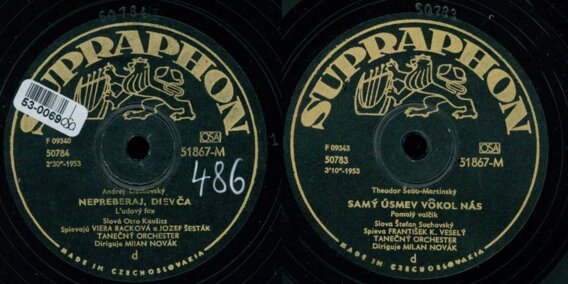 50784
SUPRAPHON
53-0069
OSA
F 09340
50784
2'30"-1953
51867-M
486
Andrej
NEPREBERAJ, DIEVČA
Ľudový fox
Slová Otto Kaušitz
Spievajú VIERA RACKOVÁ a JOZEF ŠESTÁK
TANEČNÝ ORCHESTER
Diriguje MILAN NOVÁK
d
MADE IN CZECHOSLOVAKIA
50783
SUPRAPHON
OSA
F 09343
50783
3'10"-1953
51867-M
Theodor Šebo-Martinský
SAMÝ ÚSMEV VÔKOL NÁS
Pomalý valčík
Slova Štefan Suchovský
Spieva FRANTIŠEK K. VESELÝ
TANEČNÝ ORCHESTER
Diriguje MILAN NOVÁK
d
MADE IN CZECHOSLOVAKIA